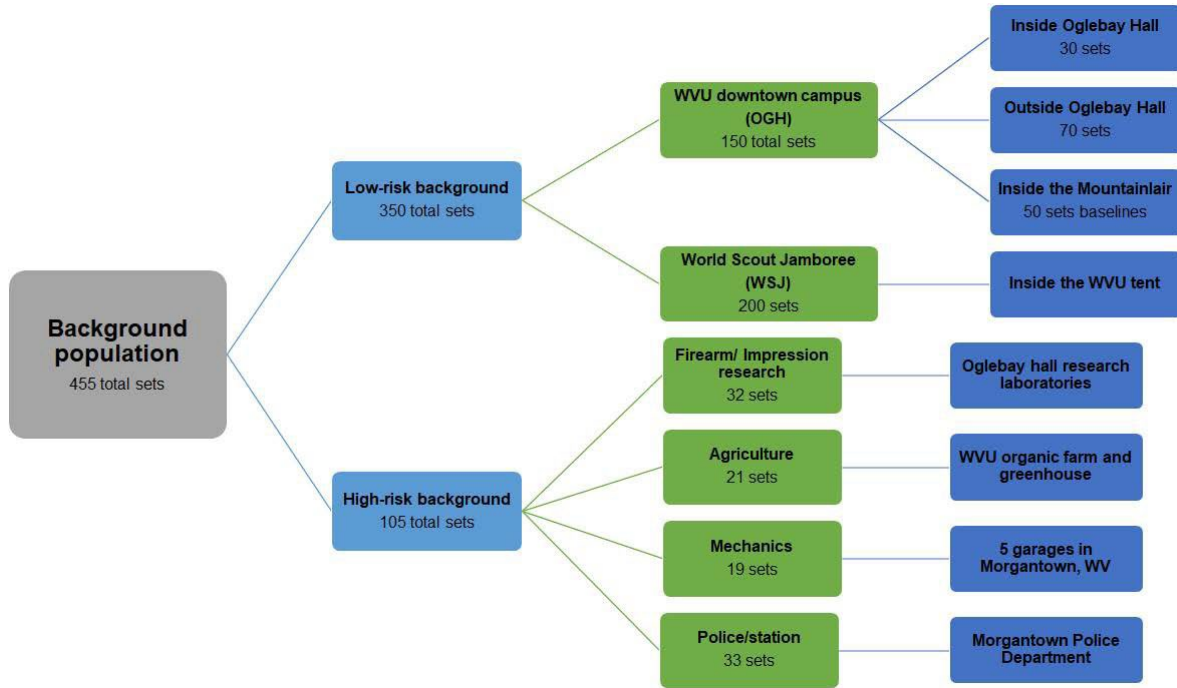 Background
population
455 total sets
Low-risk background
350 total sets
High-risk background
105 total sets
WVU downtown campus
(OGH)
150 total sets
World Scout Jamboree
(WSJ)
200 sets
Firearm/ Impression
research
32 sets
Agriculture
21 sets
Mechanics
19 sets
Police/station
33 sets
Inside Oglebay Hall
30 sets
Outside Oglebay Hall
70 sets
Inside the Mountainlair
50 sets baselines
Inside the WVU tent
Oglebay hall research
laboratories
WVU organic farm and
greenhouse
5 garages in
Morgantown, WV
Morgantown Police
Department